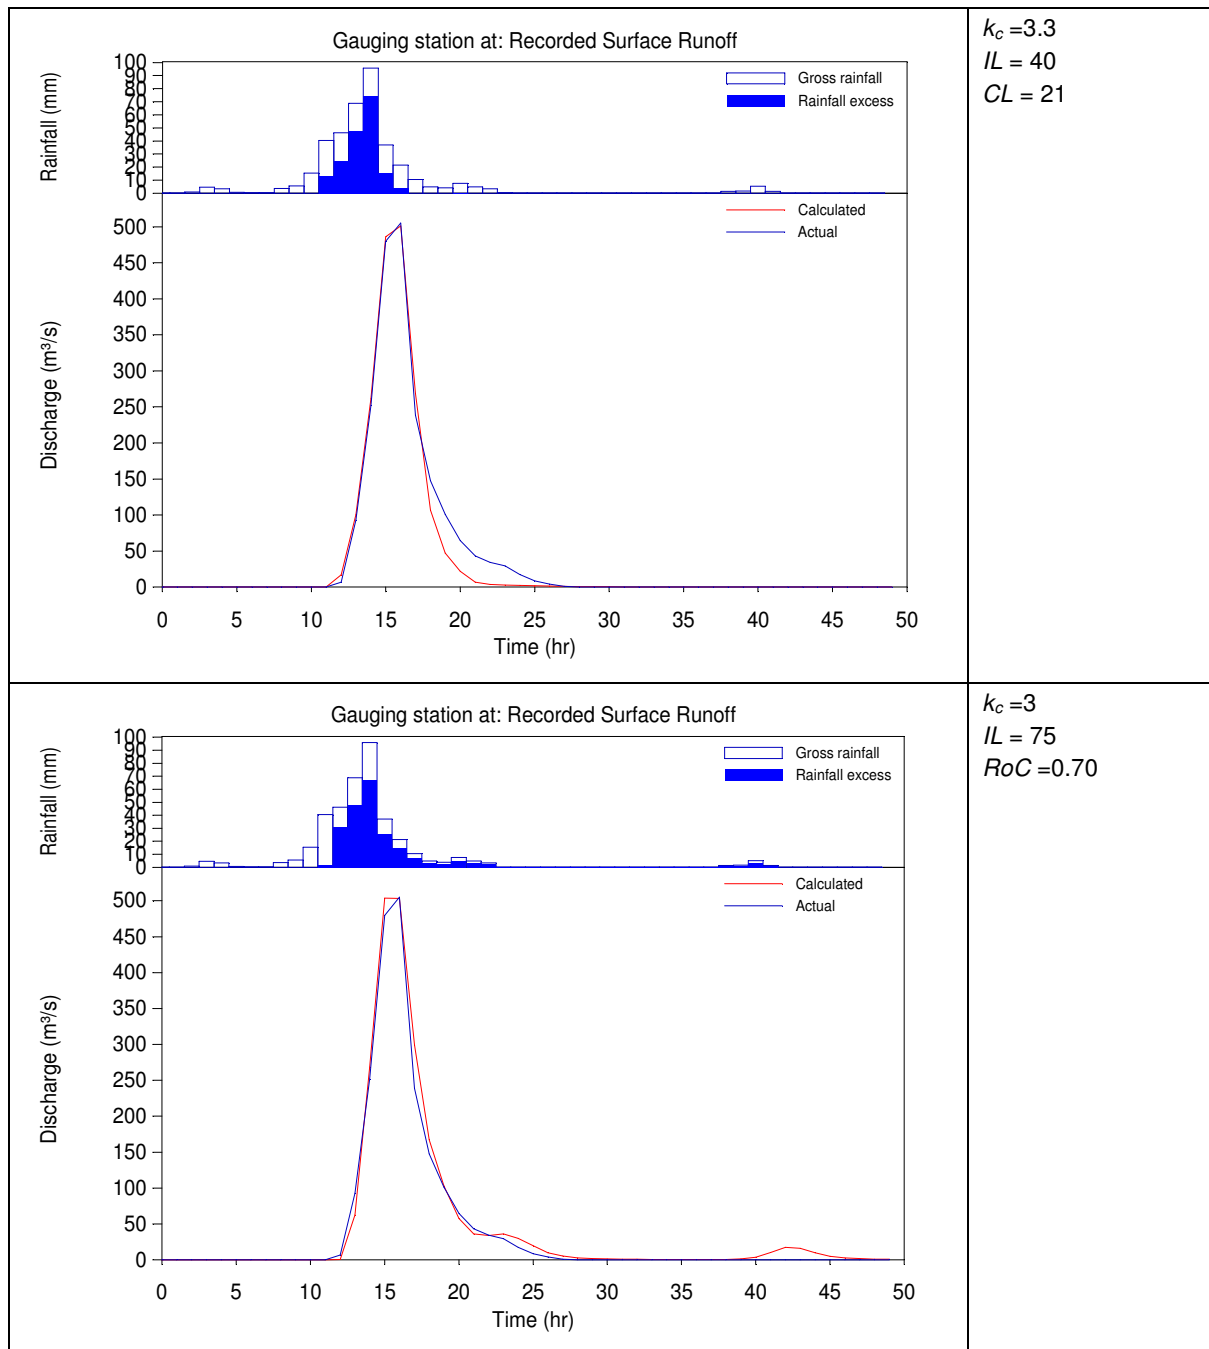 Gauging station at: Recorded Surface Runoff
Rainfall (mm)
100
90
80
70
60
50
40
30
20
10
0
Gross rainfall
Rainfall excess
Discharge (m³/s)
500
450
400
350
300
250
200
150
100
50
0
Calculated
Actual
0 5 10 15 20 25 30 35 40 45 50
Time (hr)
kc =3.3
IL = 40
CL = 21
Gauging station at: Recorded Surface Runoff
Rainfall (mm)
100
90
80
70
60
50
40
30
20
10
0
Gross rainfall
Rainfall excess
Discharge (m³/s)
500
450
400
350
300
250
200
150
100
50
0
Calculated
Actual
0 5 10 15 20 25 30 35 40 45 50
Time (hr)
kc =3
IL = 75
RoC =0.70